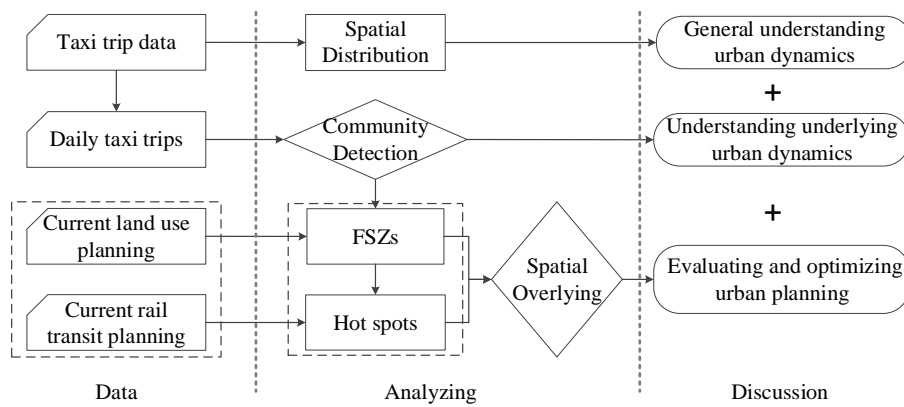 Taxi trip data
Spatial
Distribution
General understanding
urban dynamics
+
Daily taxi trips
Community
Detection
Understanding underlying
urban dynamics
+
Current land use
planning
FSZs
Spatial
Overlying
Evaluating and optimizing
urban planning
Current rail
transit planning
Hot spots
Data
Analyzing
Discussion